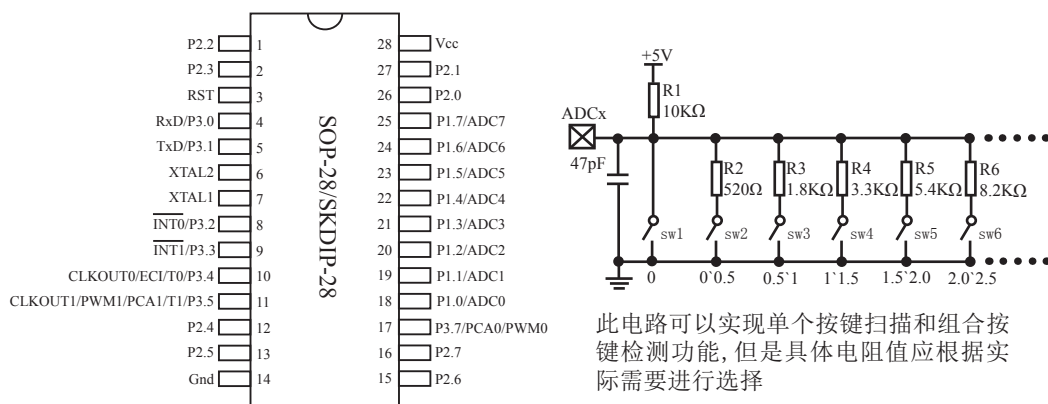 P2.2 1
P2.3 2
RST 3
RxD/P3.0 4
TxD/P3.1 5
XTAL2 6
XTAL1 7
INT0/P3.2 8
INT1/P3.3 9
CLKOUT0/ECI/T0/P3.4 10
CLKOUT1/PWM1/PCA1/T1/P3.5 11
P2.4 12
P2.5 13
Gnd 14
SOP-28/SKDIP-28
28 Vcc
27 P2.1
26 P2.0
25 P1.7/ADC7
24 P1.6/ADC6
23 P1.5/ADC5
22 P1.4/ADC4
21 P1.3/ADC3
20 P1.2/ADC2
19 P1.1/ADC1
18 P1.0/ADC0
17 P3.7/PCA0/PWM0
16 P2.7
15 P2.6
+5V
R1
10KΩ
ADCx
47pF
R2
520Ω
R3
1.8KΩ
R4
3.3KΩ
R5
5.4KΩ
R6
8.2KΩ
sw1 sw2 sw3 sw4 sw5 sw6
0 0`0.5 0.5`1 1`1.5 1.5`2.0 2.0`2.5
此电路可以实现单个按键扫描和组合按
键检测功能,但是具体电阻值应根据实
际需要进行选择